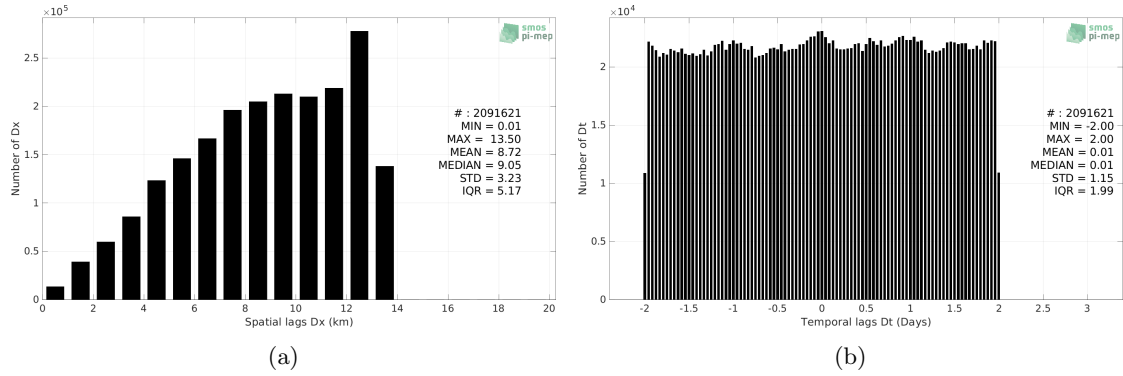 ×10⁵
smos
pi-mep
2.5
2
1.5
1
0.5
0
Number of Dx
# : 2091621
MIN = 0.01
MAX = 13.50
MEAN = 8.72
MEDIAN = 9.05
STD = 3.23
IQR = 5.17
0 2 4 6 8 10 12 14 16 18 20
Spatial lags Dx (km)
(a)
×10⁴
smos
pi-mep
2
1.5
1
0.5
0
Number of Dt
# : 2091621
MIN = -2.00
MAX = 2.00
MEAN = 0.01
MEDIAN = 0.01
STD = 1.15
IQR = 1.99
-2 -1.5 -1 -0.5 0 0.5 1 1.5 2 2.5 3
Temporal lags Dt (Days)
(b)